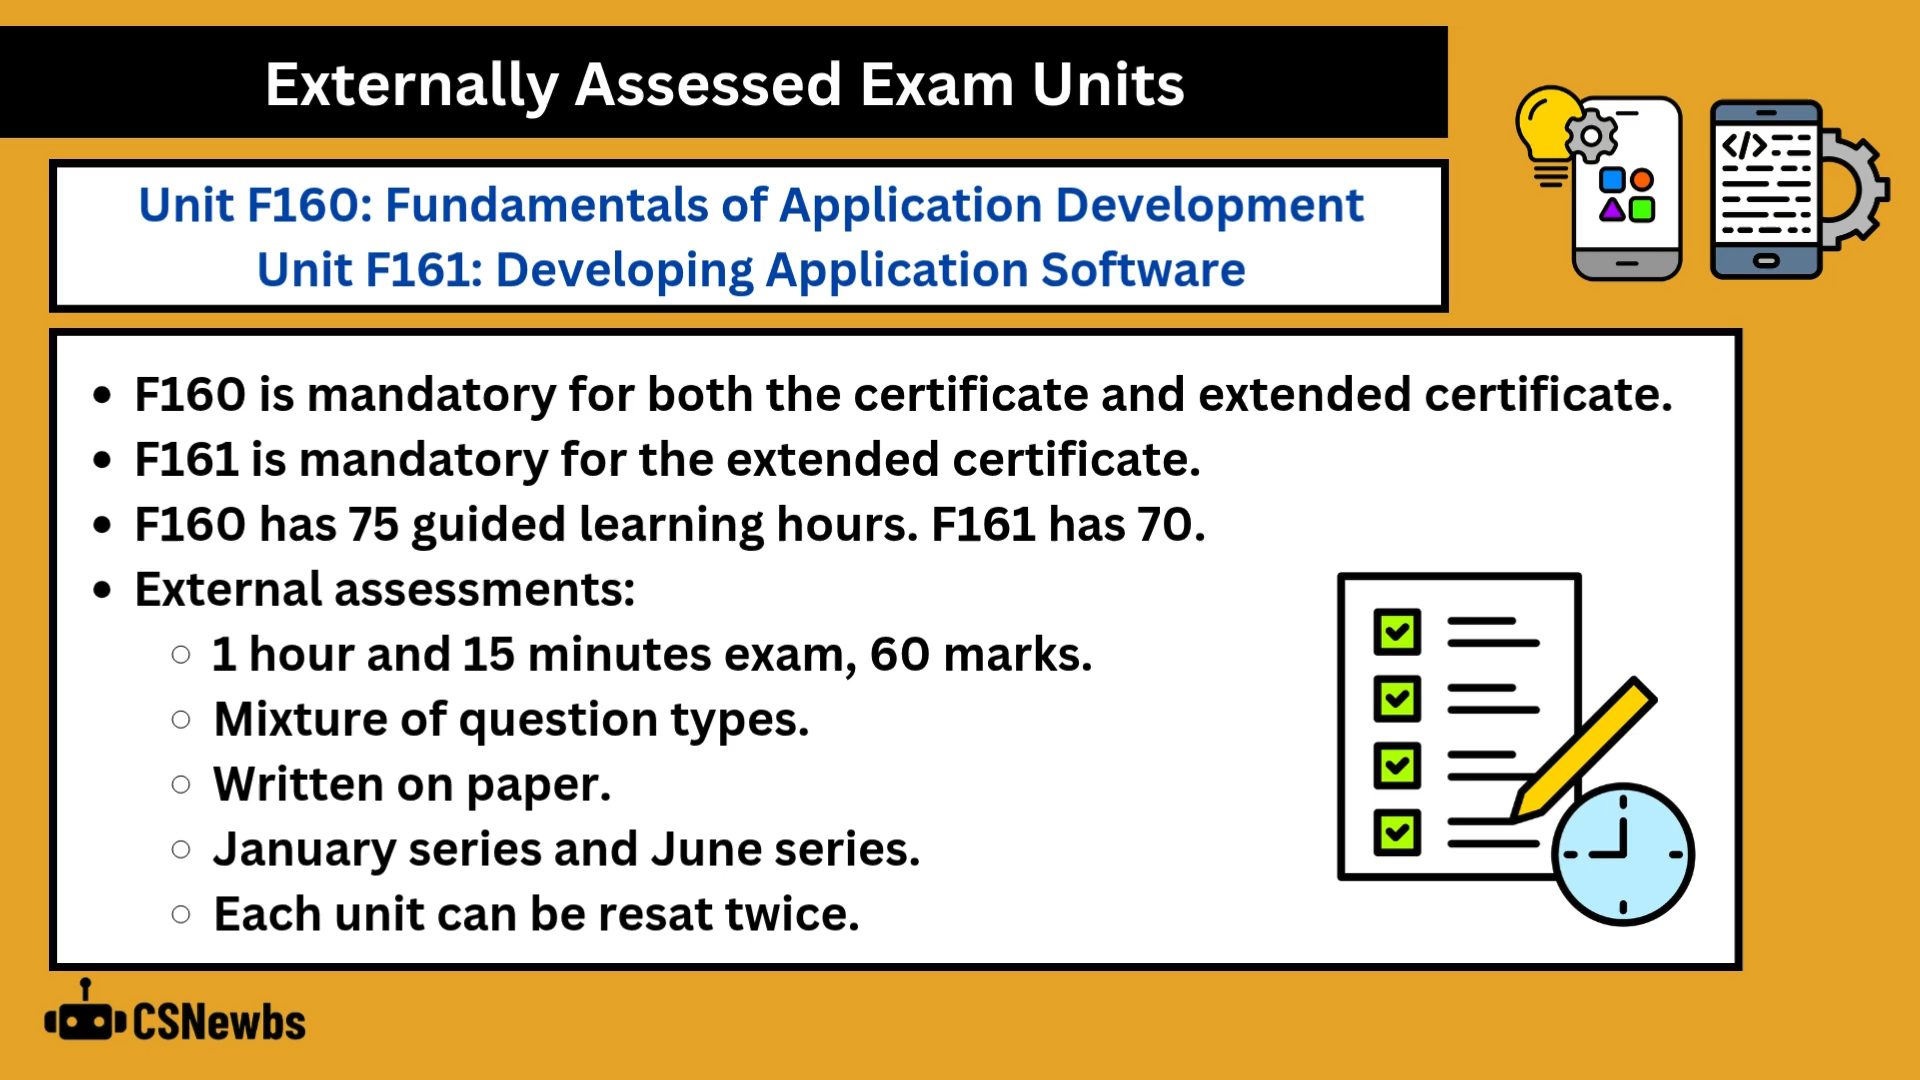 Externally Assessed Exam Units
Unit F160: Fundamentals of Application Development
Unit F161: Developing Application Software
</>
• F160 is mandatory for both the certificate and extended certificate.
• F161 is mandatory for the extended certificate.
• F160 has 75 guided learning hours. F161 has 70.
• External assessments:
○ 1 hour and 15 minutes exam, 60 marks.
○ Mixture of question types.
○ Written on paper.
○ January series and June series.
○ Each unit can be resat twice.
CSNewbs